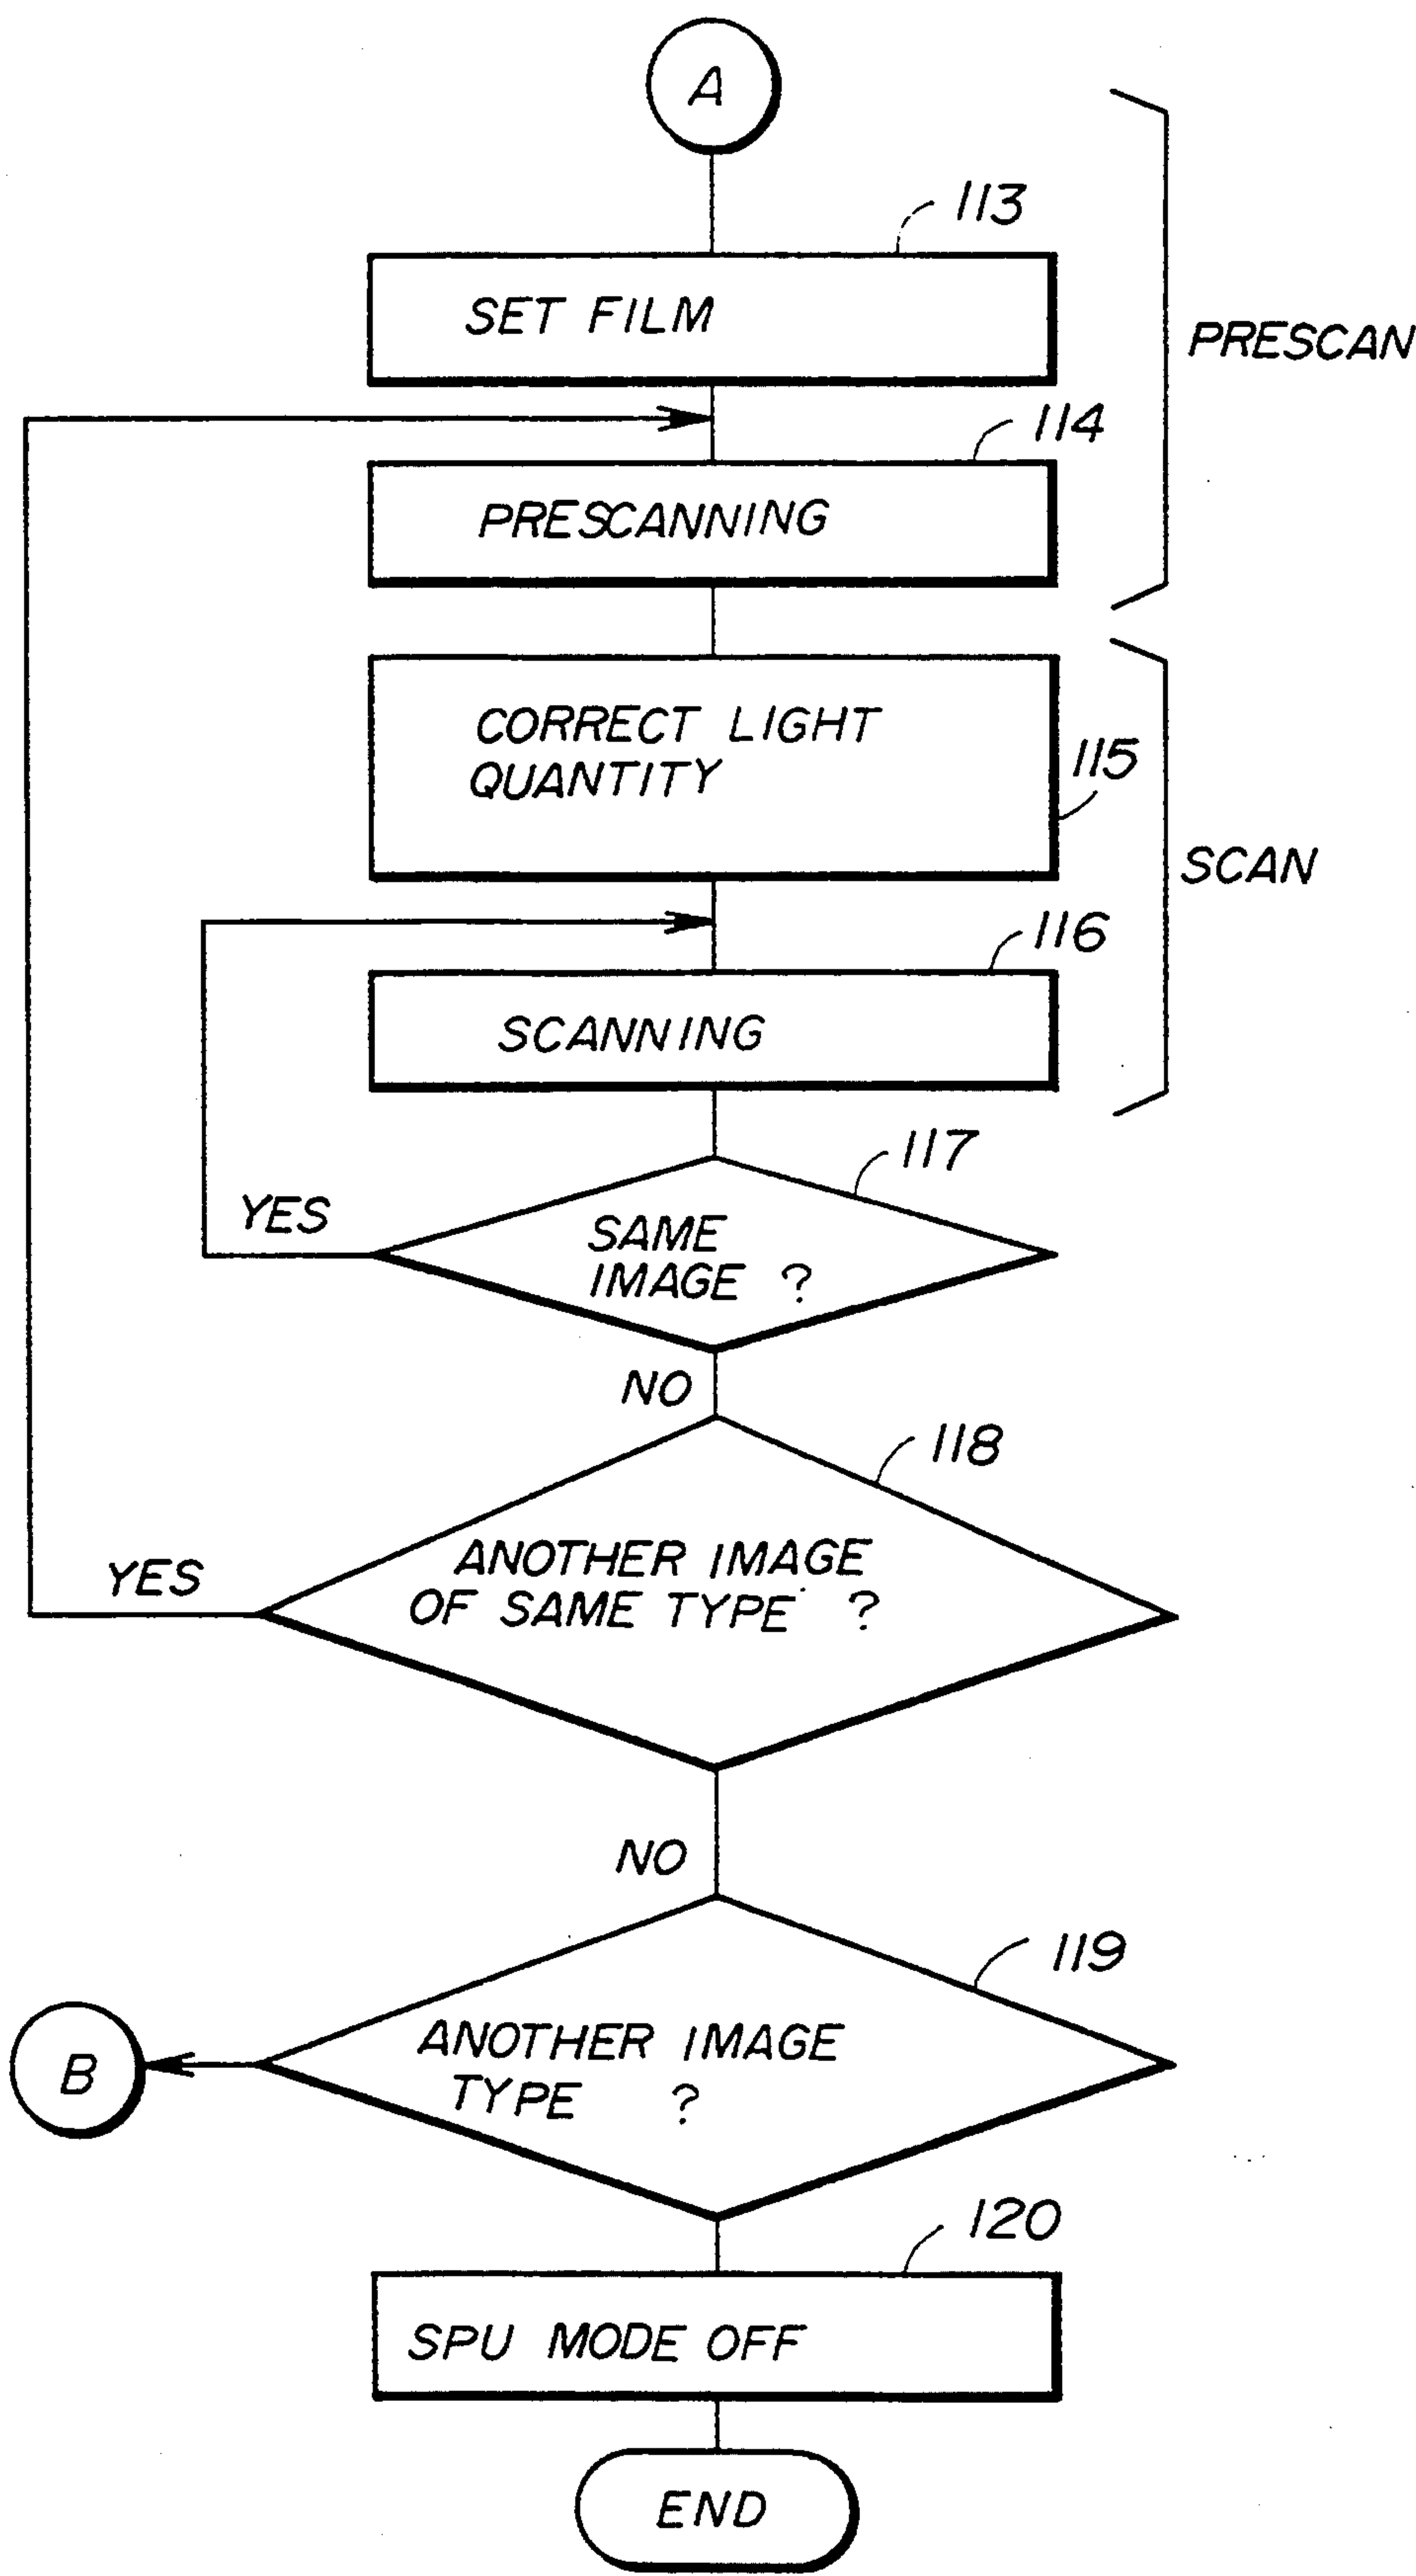 A
113
SET FILM
PRESCAN
114
PRESCANNING
CORRECT LIGHT
QUANTITY
115
SCAN
116
SCANNING
117
YES
SAME
IMAGE ?
NO
118
YES
ANOTHER IMAGE
OF SAME TYPE ?
NO
119
B
ANOTHER IMAGE
TYPE ?
120
SPU MODE OFF
END